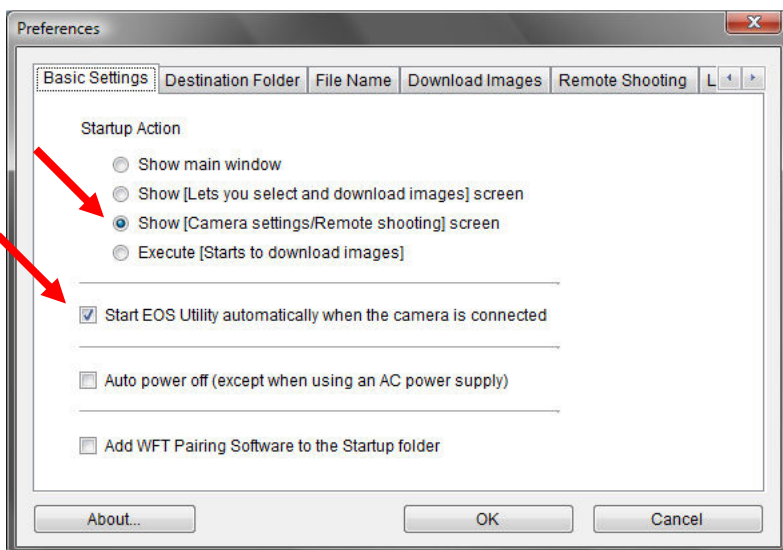 Preferences
Basic Settings Destination Folder File Name Download Images Remote Shooting L
Startup Action
Show main window
Show [Lets you select and download images] screen
Show [Camera settings/Remote shooting] screen
Execute [Starts to download images]
Start EOS Utility automatically when the camera is connected
Auto power off (except when using an AC power supply)
Add WFT Pairing Software to the Startup folder
About... OK Cancel